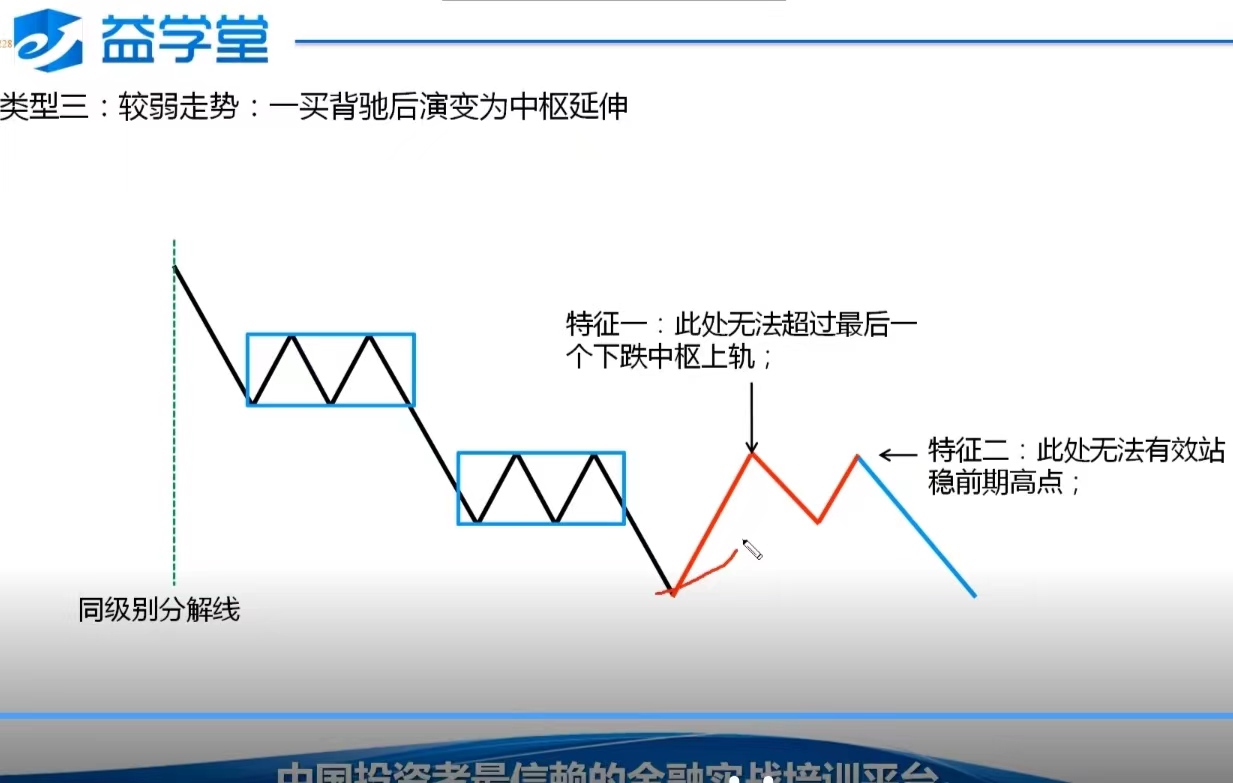 228
益学堂
类型三：较弱走势：一买背驰后演变为中枢延伸
特征一：此处无法超过最后一
个下跌中枢上轨；
特征二：此处无法有效站
稳前期高点；
同级别分解线
中国投资者最信赖的金融实战培训平台